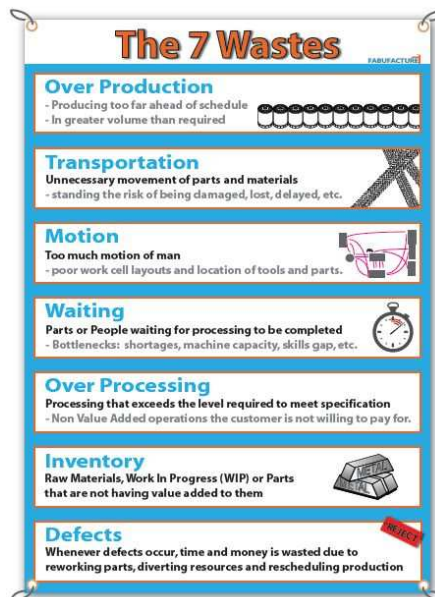 The 7 Wastes
FABUFACTURE
Over Production
- Producing too far ahead of schedule
- In greater volume than required
Transportation
Unnecessary movement of parts and materials
- standing the risk of being damaged, lost, delayed, etc.
Motion
Too much motion of man
- poor work cell layouts and location of tools and parts.
Waiting
Parts or People waiting for processing to be completed
- Bottlenecks: shortages, machine capacity, skills gap, etc.
Over Processing
Processing that exceeds the level required to meet specification
- Non Value Added operations the customer is not willing to pay for.
Inventory
Raw Materials, Work In Progress (WIP) or Parts
that are not having value added to them
METAL
METAL
Defects
REJECT
Whenever defects occur, time and money is wasted due to
reworking parts, diverting resources and rescheduling production